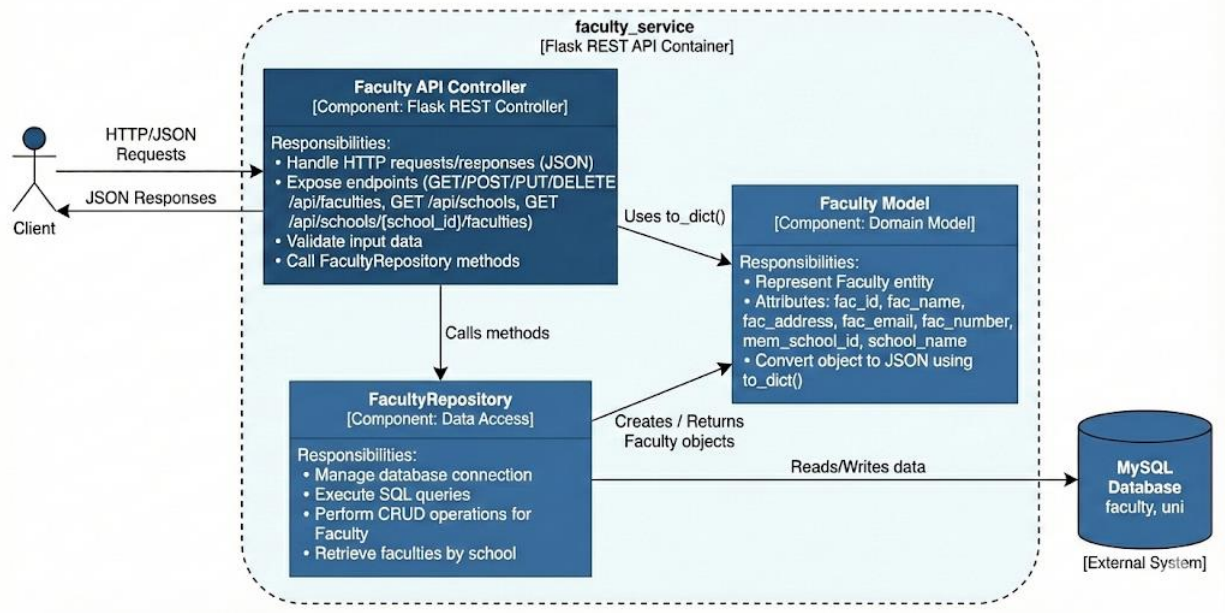 faculty_service
[Flask REST API Container]
Faculty API Controller
[Component: Flask REST Controller]
Responsibilities:
• Handle HTTP requests/reeponses (JSON)
• Expose endpoints (GET/POST/PUT/DELETE
/api/faculties, GET /api/schools, GET
/api/schools/{school_id}/faculties)
• Validate input data
• Call FacultyRepository methods
HTTP/JSON
Requests
JSON Responses
Client
Uses to_dict()
Faculty Model
[Component: Domain Model]
Responsibilities:
• Represent Faculty entity
• Attributes: fac_id, fac_name,
fac_address, fac_email, fac_number,
mem_school_id, school_name
• Convert object to JSON using
to_dict()
Calls methods
FacultyRepository
[Component: Data Access]
Responsibilities:
• Manage database connection
• Execute SQL queries
• Perform CRUD operations for
Faculty
• Retrieve faculties by school
Creates / Returns
Faculty objects
Reads/Writes data
MySQL
Database
faculty, uni
[External System]